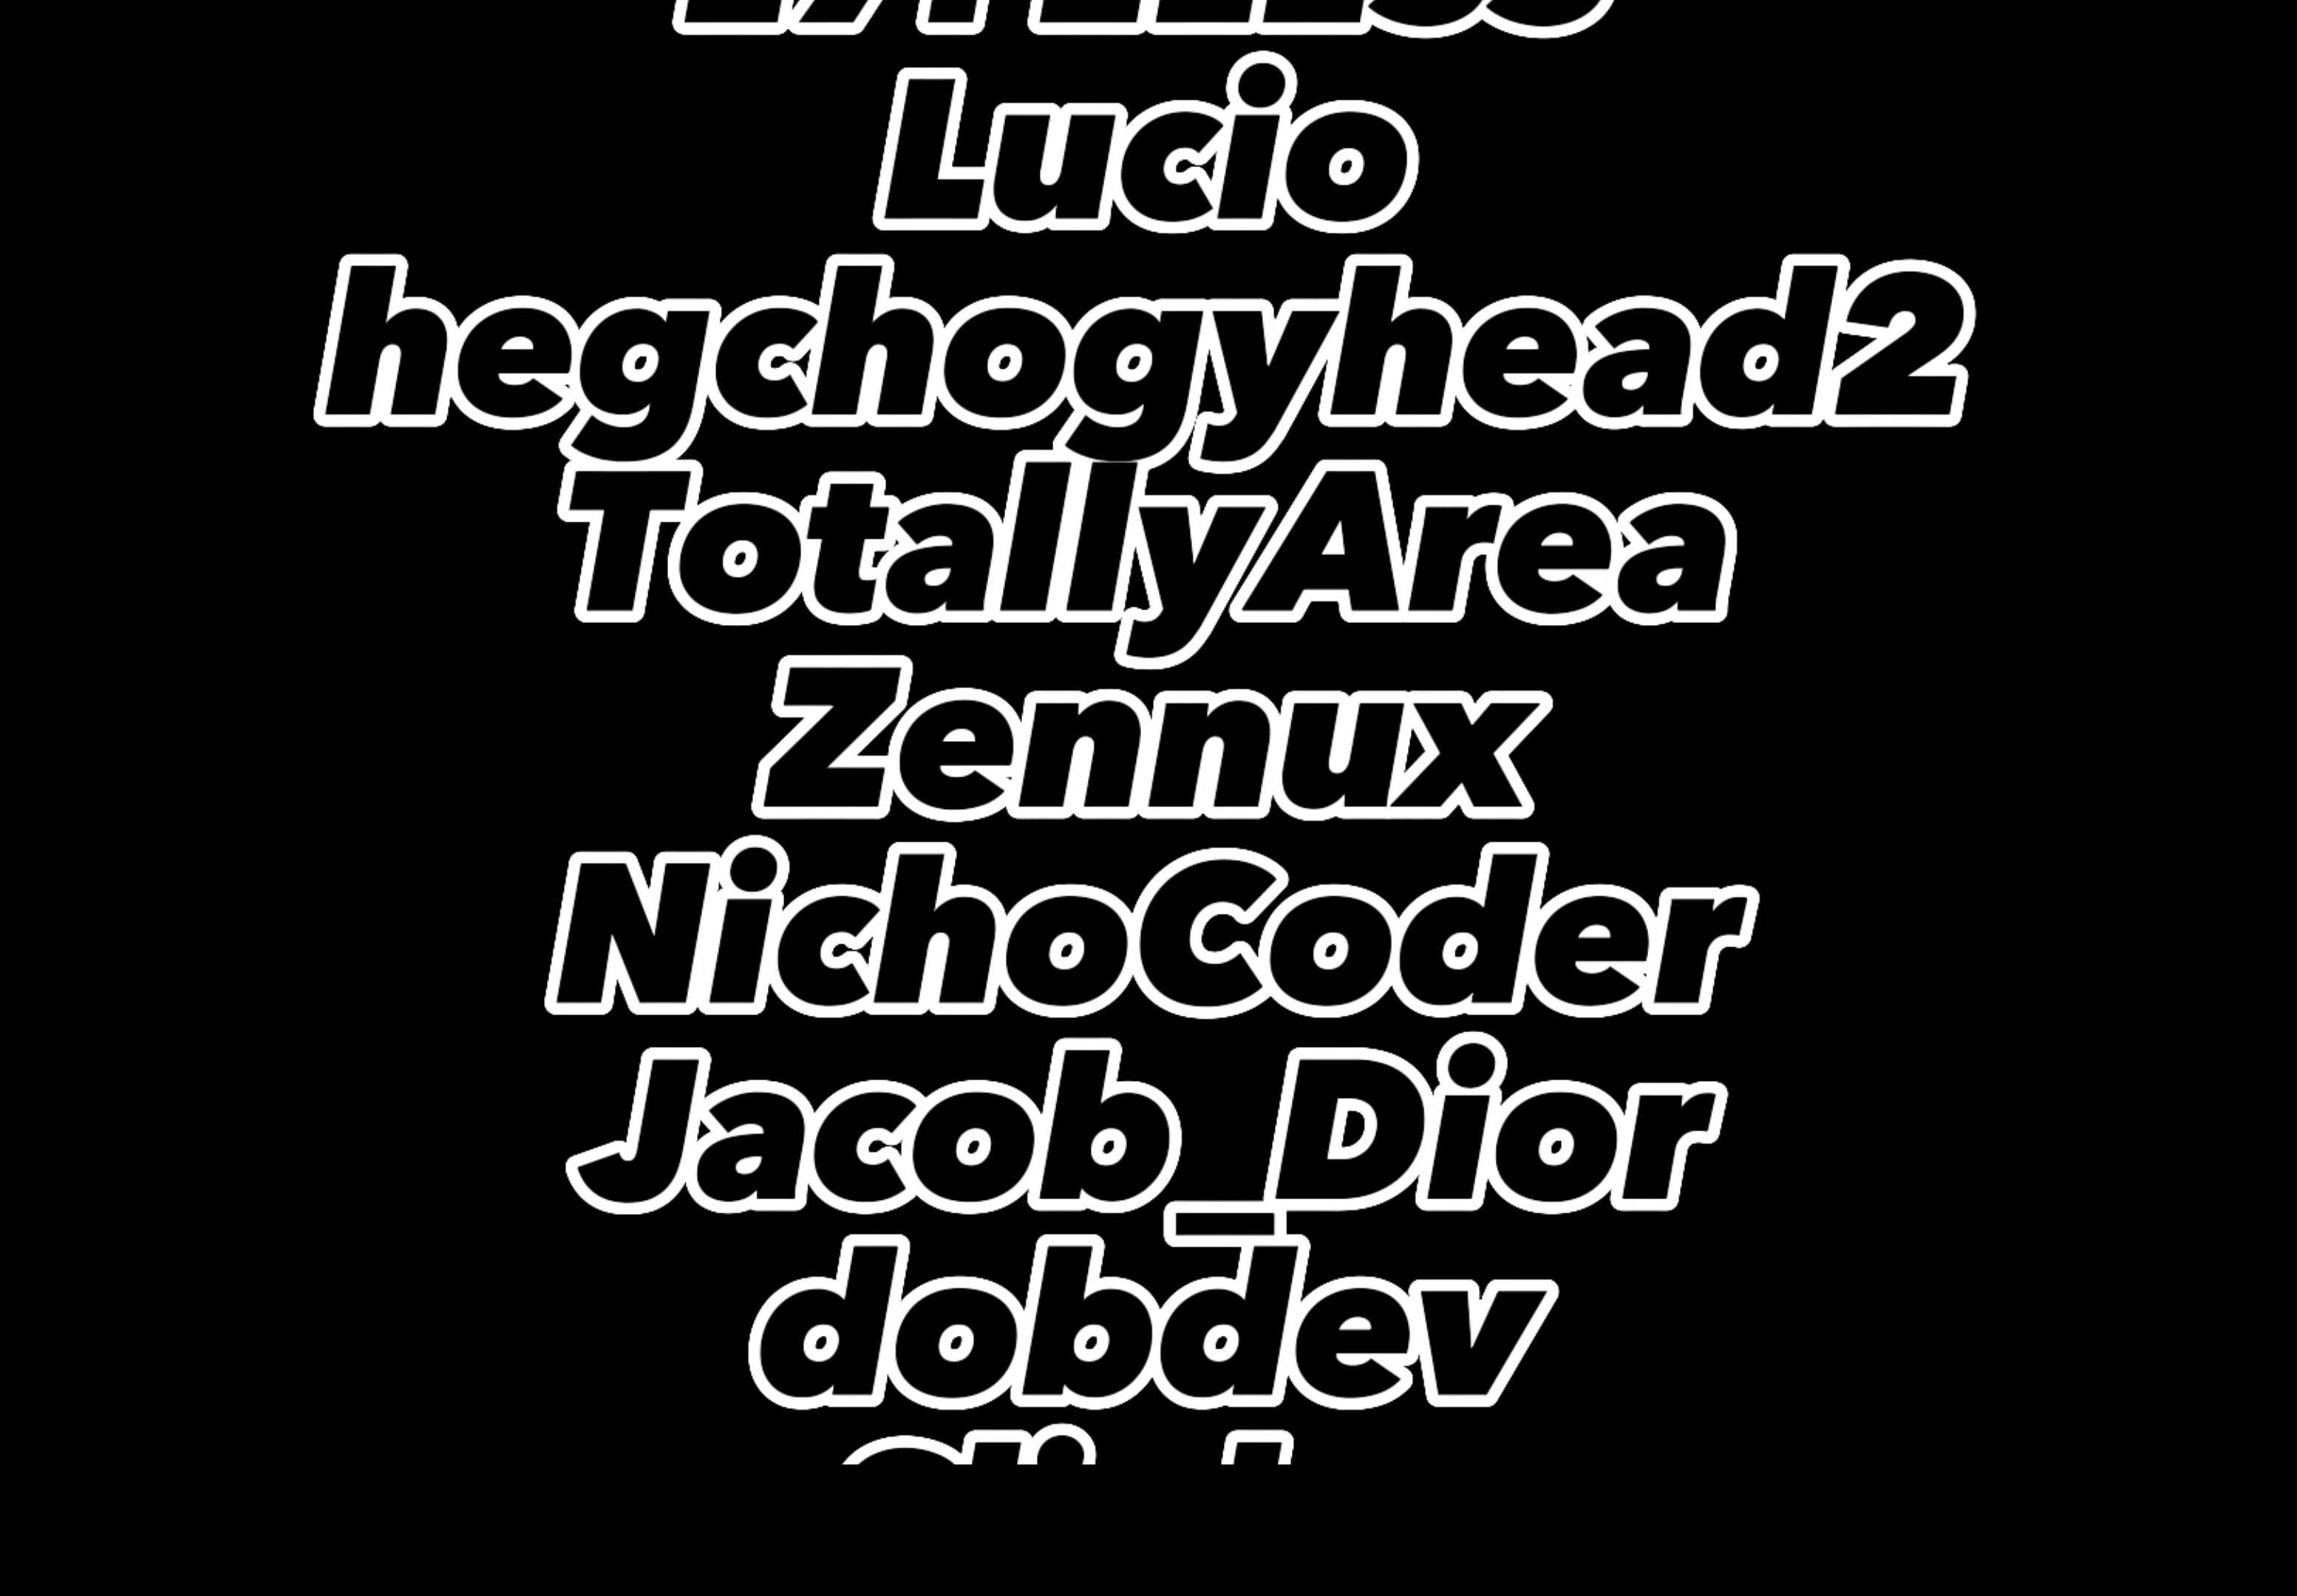 Lucio
hegchogyhead2
TotallyArea
Zennux
NichoCoder
Jacob_Dior
dobdev